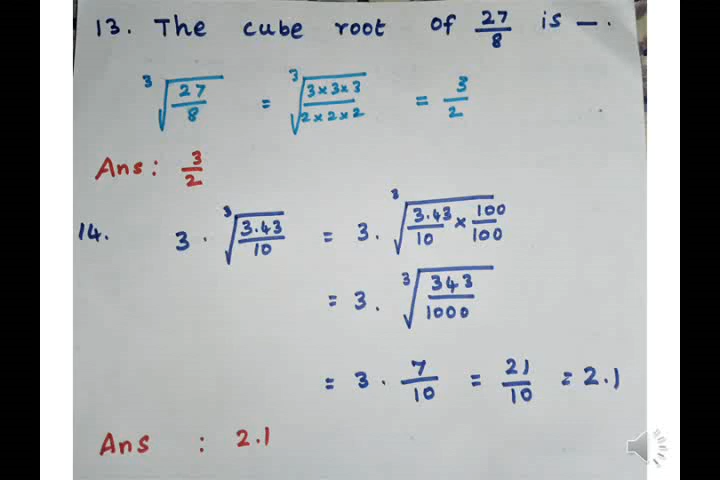 13. The cube root of 27/8 is —.
∛(27/8) = ∛(3×3×3/2×2×2) = 3/2
Ans: 3/2
14. 3 · ∛(3.43/10) = 3 · ∛(3.43/10 × 100/100)
= 3 · ∛(343/1000)
= 3 · 7/10 = 21/10 = 2.1
Ans : 2.1